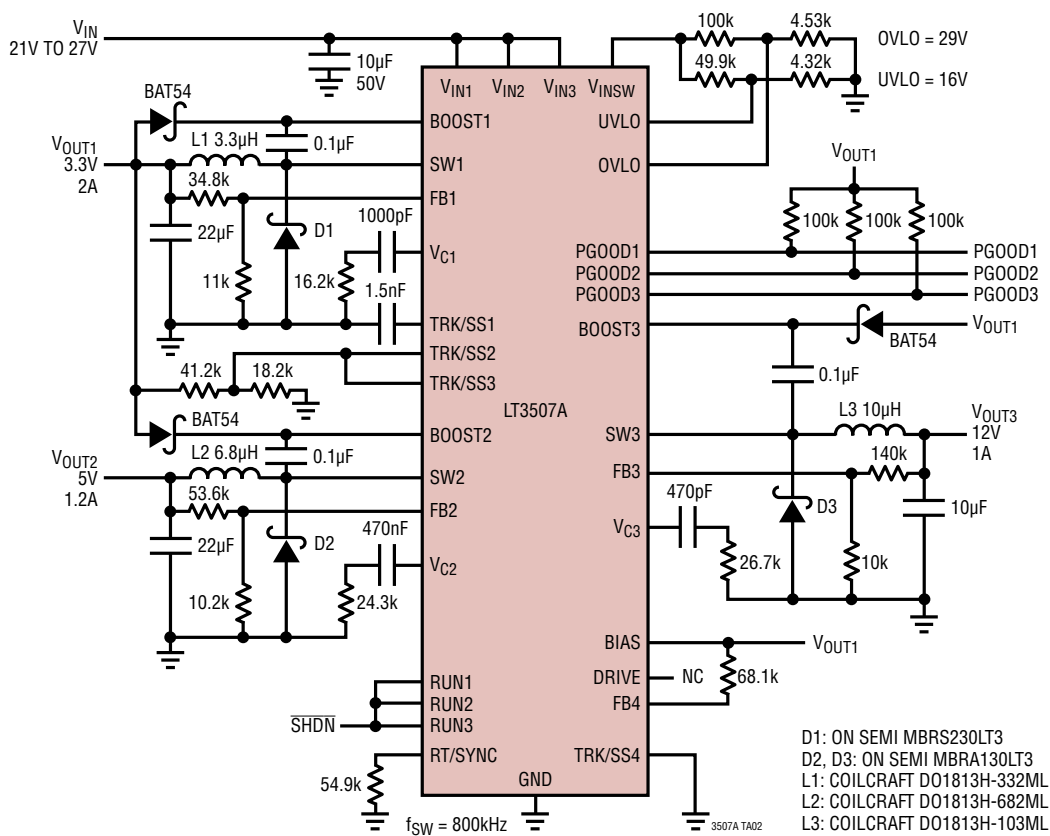 VIN
21V TO 27V
10µF
50V
VIN1
VIN2
VIN3
VINSW
100k
4.53k
OVLO = 29V
49.9k
4.32k
UVLO = 16V
BAT54
BOOST1
UVLO
VOUT1
3.3V
2A
L1 3.3µH
0.1µF
SW1
OVLO
34.8k
FB1
VOUT1
22µF
D1
1000pF
100k
100k
100k
VC1
PGOOD1
PGOOD1
11k
16.2k
PGOOD2
PGOOD2
1.5nF
PGOOD3
PGOOD3
TRK/SS1
BOOST3
VOUT1
BAT54
TRK/SS2
41.2k
18.2k
TRK/SS3
0.1µF
LT3507A
BAT54
BOOST2
SW3
L3 10µH
VOUT3
12V
1A
VOUT2
5V
1.2A
L2 6.8µH
0.1µF
SW2
FB3
140k
53.6k
FB2
470pF
D3
10µF
22µF
D2
470nF
VC3
VC2
26.7k
10k
10.2k
24.3k
BIAS
VOUT1
RUN1
DRIVE
NC
68.1k
RUN2
FB4
SHDN
RUN3
RT/SYNC
TRK/SS4
54.9k
GND
fSW = 800kHz
3507A TA02
D1: ON SEMI MBRS230LT3
D2, D3: ON SEMI MBRA130LT3
L1: COILCRAFT DO1813H-332ML
L2: COILCRAFT DO1813H-682ML
L3: COILCRAFT DO1813H-103ML